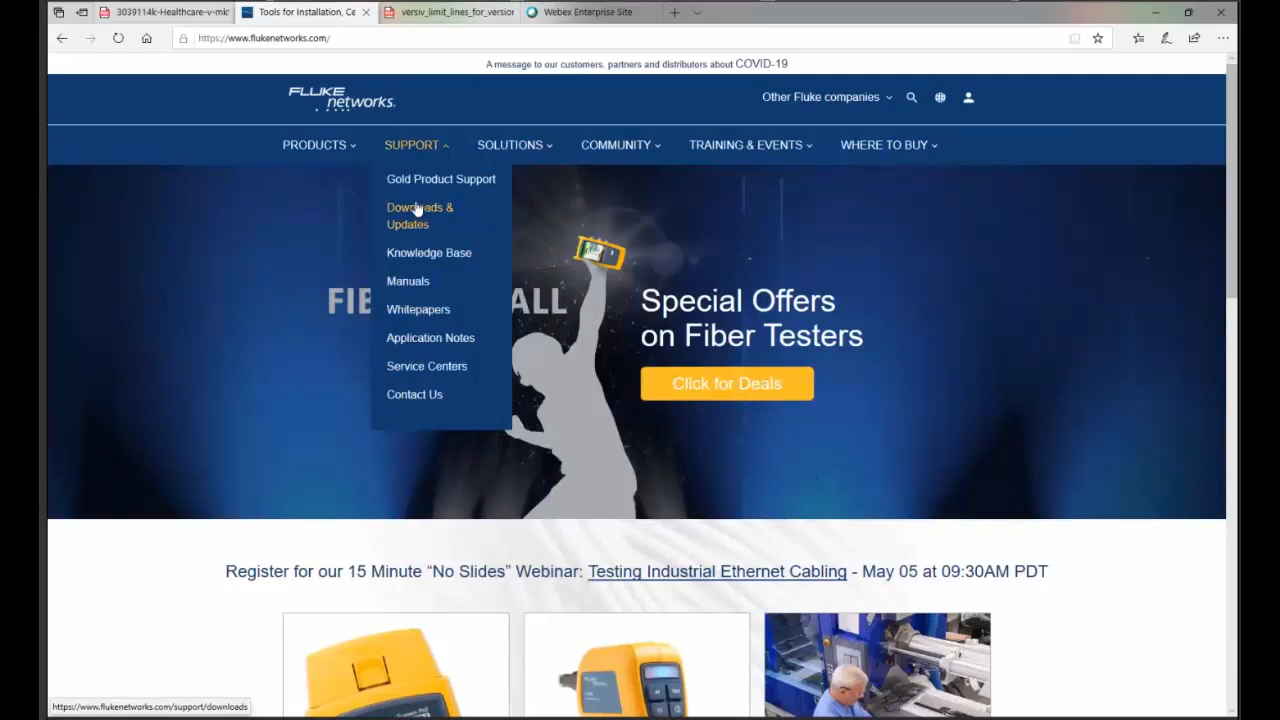 3039114k-Healthcare-v-mk
Tools for Installation, Ce
versiv_limit_lines_for_version
Webex Enterprise Site
https://www.flukenetworks.com/
A message to our customers, partners and distributors about COVID-19
FLUKE
networks.
Other Fluke companies
PRODUCTS
SUPPORT
SOLUTIONS
COMMUNITY
TRAINING & EVENTS
WHERE TO BUY
Gold Product Support
Downloads &
Updates
Knowledge Base
Manuals
Whitepapers
Application Notes
Service Centers
Contact Us
FIB
ALL
Special Offers
on Fiber Testers
Click for Deals
Register for our 15 Minute “No Slides” Webinar: Testing Industrial Ethernet Cabling - May 05 at 09:30AM PDT
FLUKE
https://www.flukenetworks.com/support/downloads